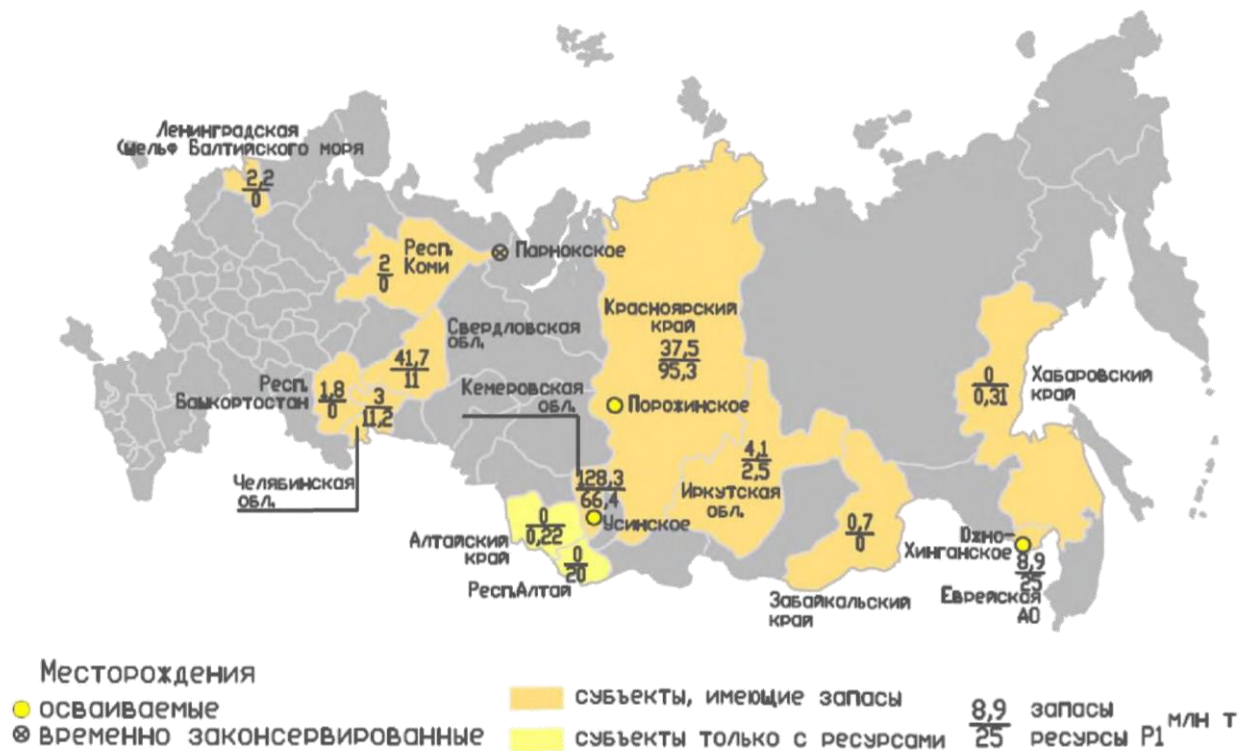 Ленинградская
(шельф Балтийского моря
2,2
0
Респ.
Коми
2
0
Парнокское
Свердловская
обл.
41,7
11
Красноярский
край
37,5
95,3
Кемеровская
обл.
Респ.
Башкортостан
1,8
0
3
11,2
Порожинское
0
0,31
Хабаровский
край
Челябинская
обл.
128,3
66,4
Усинское
4,1
2,5
Иркутская
обл.
Алтайский
край
0
0,22
0
20
Респ.Алтай
0,7
0
Забайкальский
край
Южно-
Хинганское
8,9
25
Еврейская
АО
Месторождения
осваиваемые
временно законсервированные
субъекты, имеющие запасы
субъекты только с ресурсами
8,9 запасы
25 ресурсы Р1
млн т